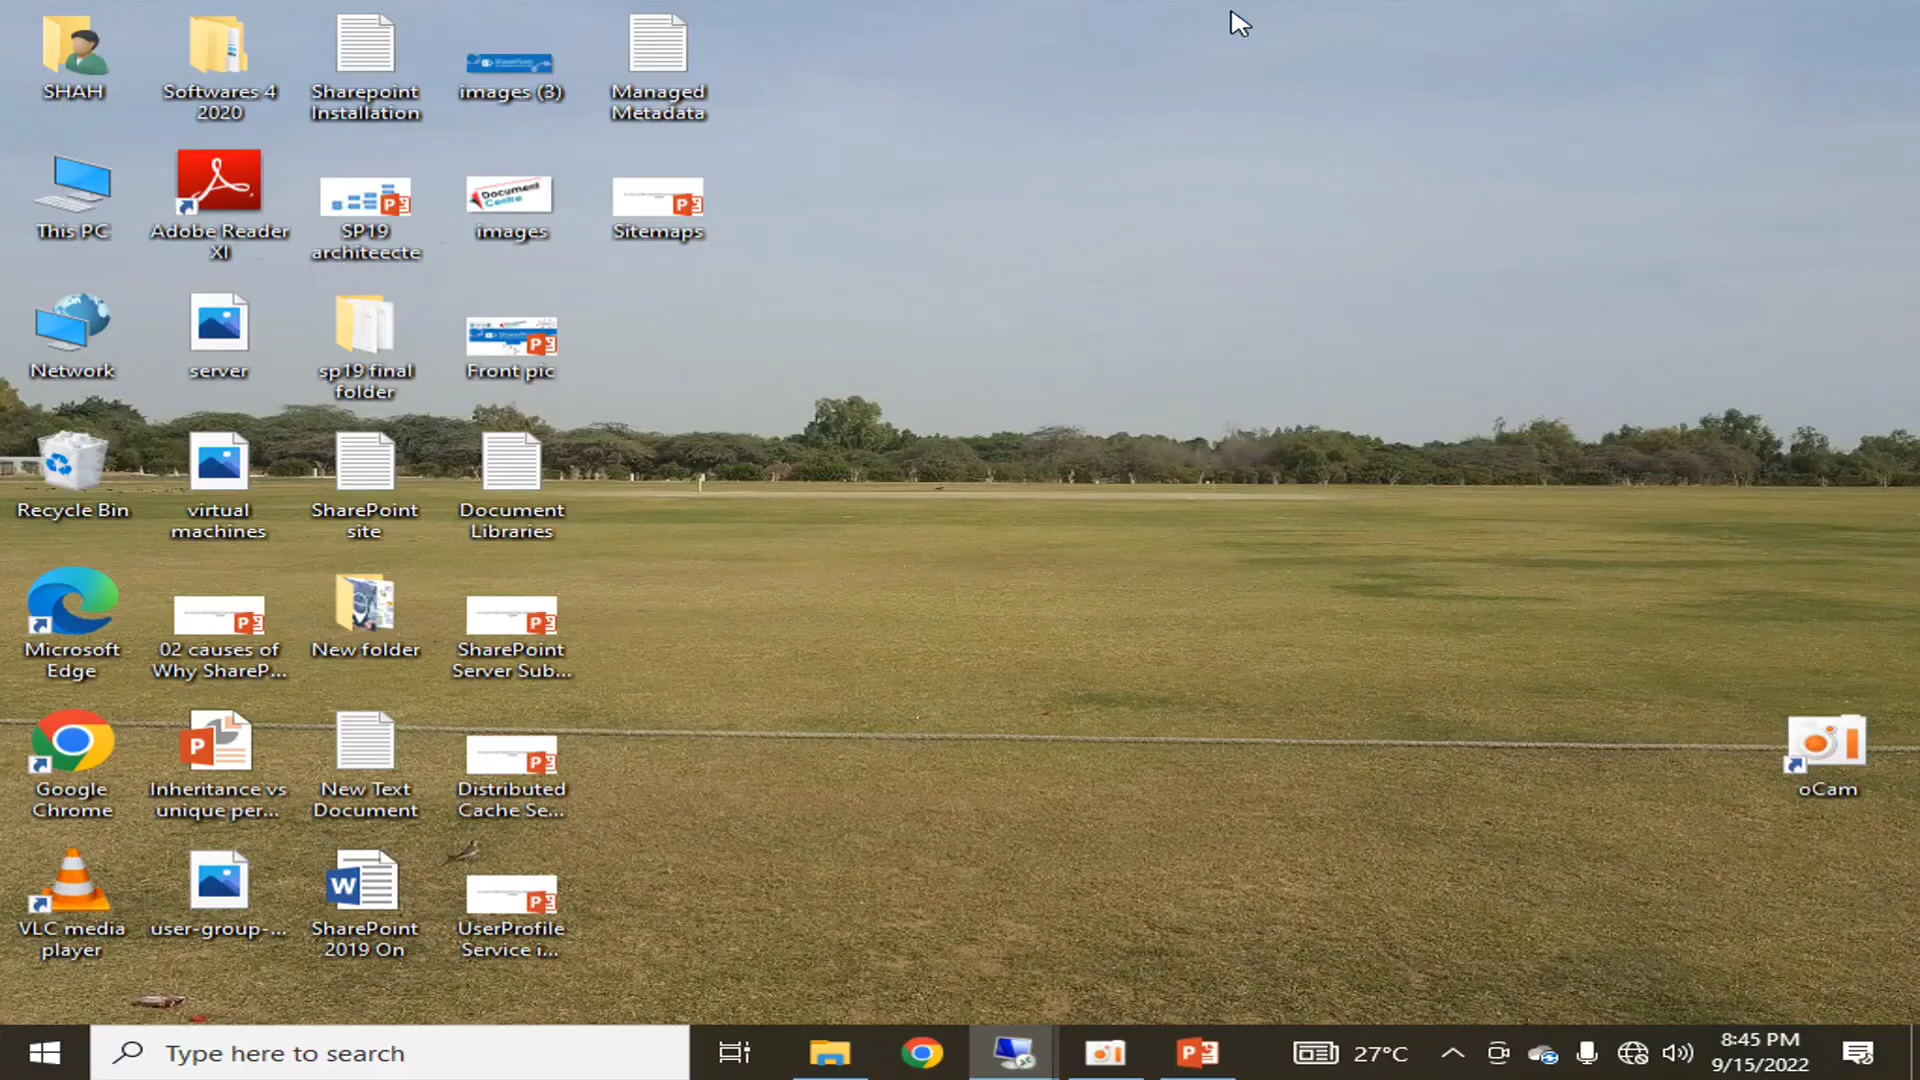 SHAH
Softwares 4
2020
Sharepoint
Installation
SharePoint
images (3)
Managed
Metadata
This PC
Adobe Reader
XI
SP19
architeecte
Document
Centre
images
Sitemaps
Network
server
sp19 final
folder
Front pic
Recycle Bin
virtual
machines
SharePoint
site
Document
Libraries
Microsoft
Edge
02 causes of
Why ShareP...
New folder
SharePoint
Server Sub...
Google
Chrome
Inheritance vs
unique per...
New Text
Document
Distributed
Cache Se...
oCam
VLC media
player
user-group-...
SharePoint
2019 On
UserProfile
Service i...
Type here to search
27°C
8:45 PM
9/15/2022